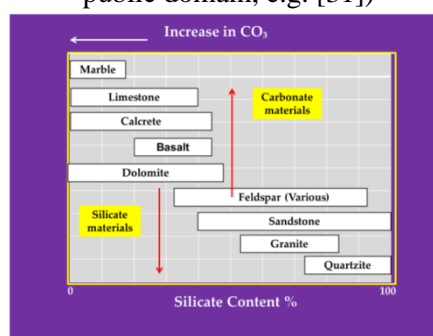 public domain, e.g. [31])
Increase in CO₃
Marble
Limestone
Carbonate
materials
Calcrete
Basalt
Dolomite
Feldspar (Various)
Silicate
materials
Sandstone
Granite
Quartzite
0
100
Silicate Content %